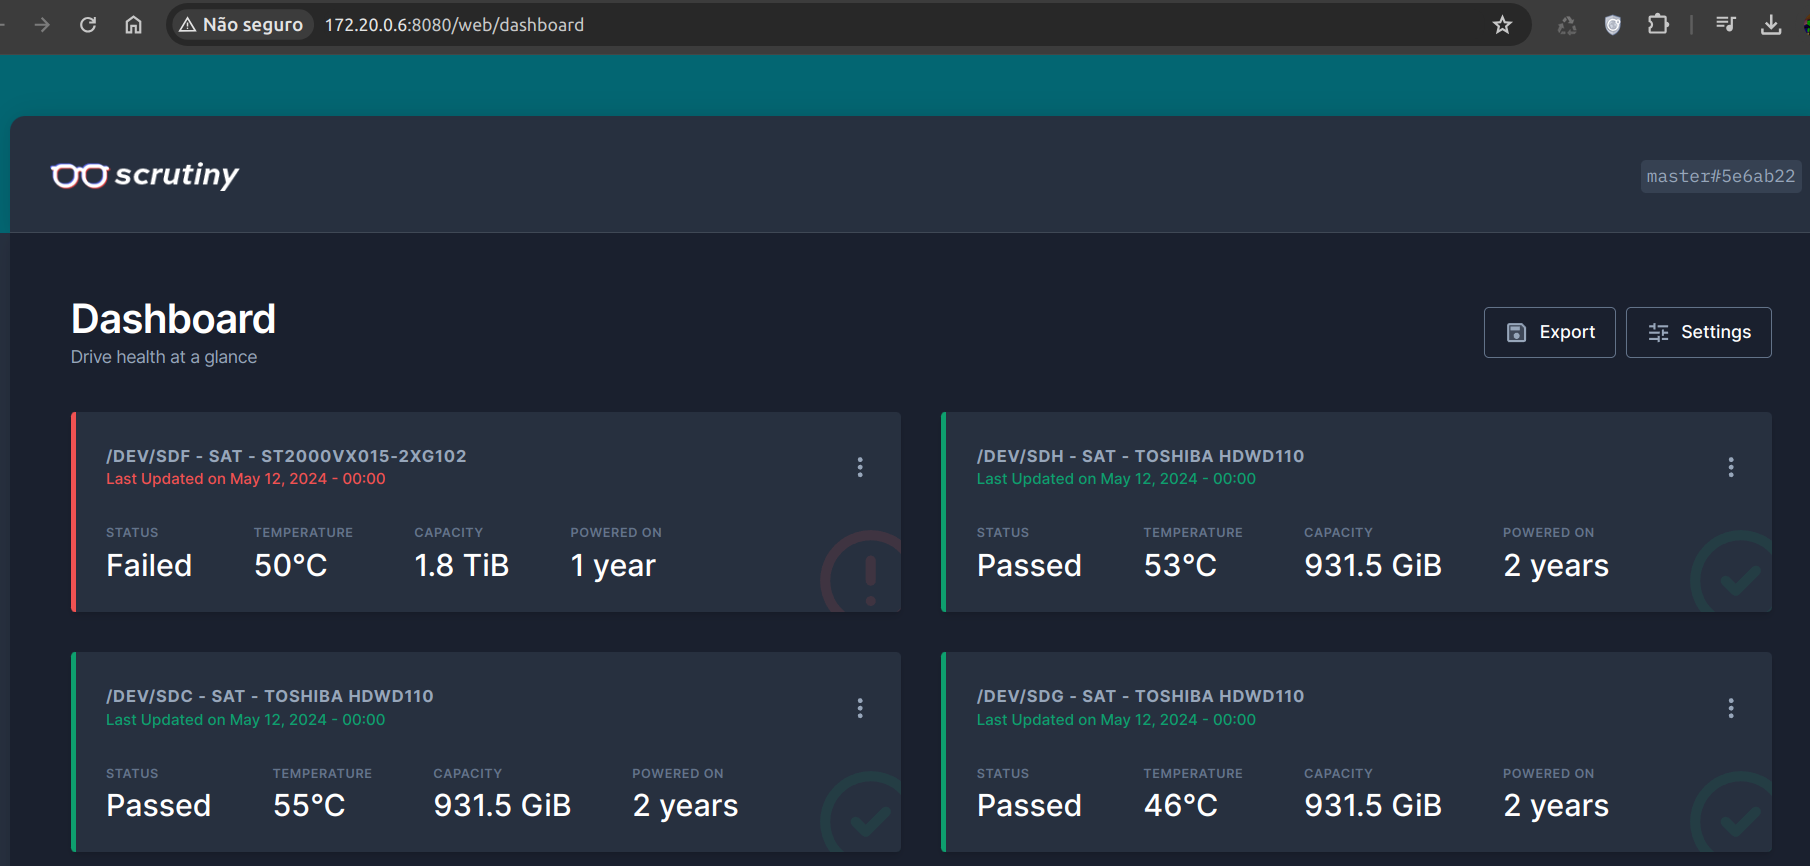 Não seguro 172.20.0.6:8080/web/dashboard
scrutiny
master#5e6ab22
Dashboard
Drive health at a glance
Export
Settings
/DEV/SDF - SAT - ST2000VX015-2XG102
Last Updated on May 12, 2024 - 00:00
STATUS TEMPERATURE CAPACITY POWERED ON
Failed 50°C 1.8 TiB 1 year
/DEV/SDH - SAT - TOSHIBA HDWD110
Last Updated on May 12, 2024 - 00:00
STATUS TEMPERATURE CAPACITY POWERED ON
Passed 53°C 931.5 GiB 2 years
/DEV/SDC - SAT - TOSHIBA HDWD110
Last Updated on May 12, 2024 - 00:00
STATUS TEMPERATURE CAPACITY POWERED ON
Passed 55°C 931.5 GiB 2 years
/DEV/SDG - SAT - TOSHIBA HDWD110
Last Updated on May 12, 2024 - 00:00
STATUS TEMPERATURE CAPACITY POWERED ON
Passed 46°C 931.5 GiB 2 years